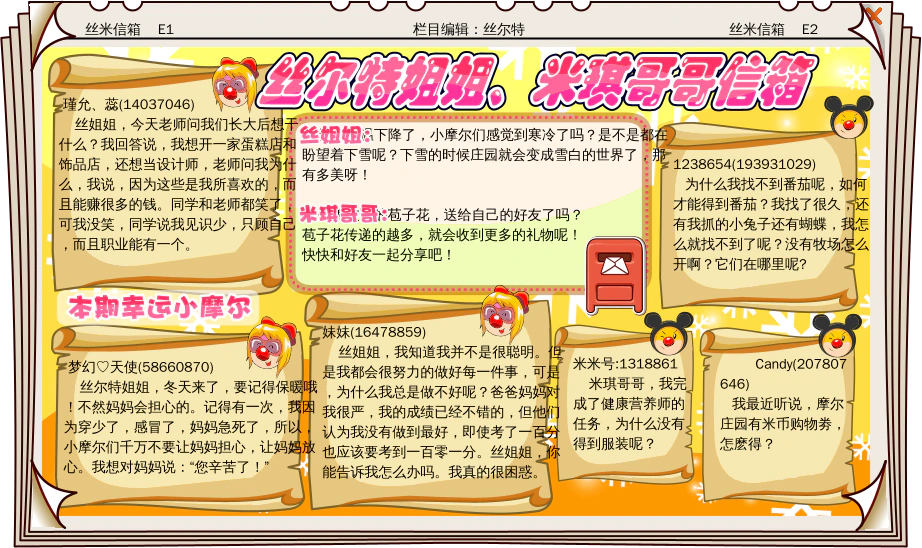 丝米信箱 E1
栏目编辑：丝尔特
丝米信箱 E2
丝尔特姐姐、米琪哥哥信箱
瑾允、蕊(14037046)
丝姐姐，今天老师问我们长大后想干
什么？我回答说，我想开一家蛋糕店和
饰品店，还想当设计师，老师问我为什
么，我说，因为这些是我所喜欢的，而
且能赚很多的钱。同学和老师都笑了，
可我没笑，同学说我见识少，只顾自己
，而且职业能有一个。
丝姐姐:
下降了，小摩尔们感觉到寒冷了吗？是不是都在
盼望着下雪呢？下雪的时候庄园就会变成雪白的世界了，那
有多美呀！
米琪哥哥:
苞子花，送给自己的好友了吗？
苞子花传递的越多，就会收到更多的礼物呢！
快快和好友一起分享吧！
1238654(193931029)
为什么我找不到番茄呢，如何
才能得到番茄？我找了很久，还
有我抓的小兔子还有蝴蝶，我怎
么就找不到了呢？没有牧场怎么
开啊？它们在哪里呢?
本期幸运小摩尔
梦幻♡天使(58660870)
丝尔特姐姐，冬天来了，要记得保暖哦
！不然妈妈会担心的。记得有一次，我因
为穿少了，感冒了，妈妈急死了，所以，
小摩尔们千万不要让妈妈担心，让妈妈放
心。我想对妈妈说：“您辛苦了！”
妹妹(16478859)
丝姐姐，我知道我并不是很聪明。但
是我都会很努力的做好每一件事，可是
，为什么我总是做不好呢？爸爸妈妈对
我很严，我的成绩已经不错的，但他们
认为我没有做到最好，即使考了一百分
也应该要考到一百零一分。丝姐姐，你
能告诉我怎么办吗。我真的很困惑。
米米号:1318861
米琪哥哥，我完
成了健康营养师的
任务，为什么没有
得到服装呢？
Candy(207807
646)
我最近听说，摩尔
庄园有米币购物劵，
怎麽得？